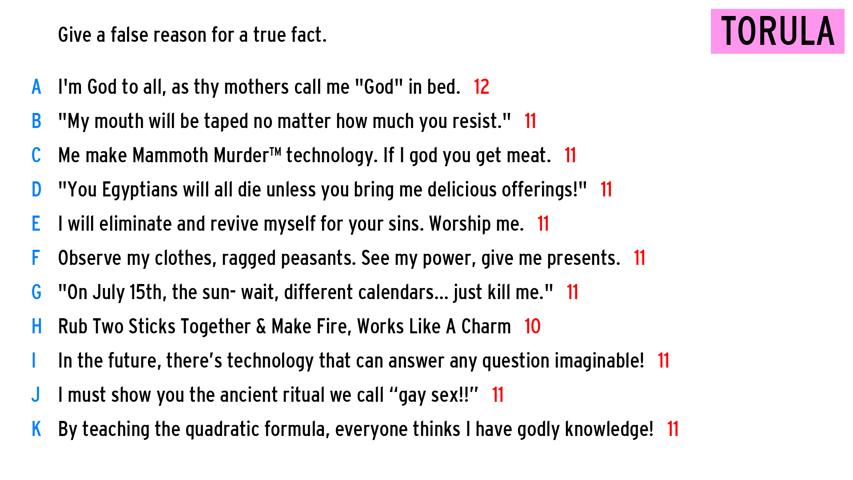 Give a false reason for a true fact.
TORULA
A I'm God to all, as thy mothers call me "God" in bed. 12
B "My mouth will be taped no matter how much you resist." 11
C Me make Mammoth Murder™ technology. If I god you get meat. 11
D "You Egyptians will all die unless you bring me delicious offerings!" 11
E I will eliminate and revive myself for your sins. Worship me. 11
F Observe my clothes, ragged peasants. See my power, give me presents. 11
G "On July 15th, the sun- wait, different calendars... just kill me." 11
H Rub Two Sticks Together & Make Fire, Works Like A Charm 10
I In the future, there's technology that can answer any question imaginable! 11
J I must show you the ancient ritual we call “gay sex!!” 11
K By teaching the quadratic formula, everyone thinks I have godly knowledge! 11